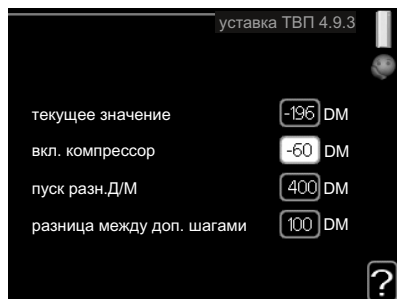 уставка ТВП 4.9.3
текущее значение -196 DM
вкл. компрессор -60 DM
пуск разн.Д/М 400 DM
разница между доп. шагами 100 DM
?